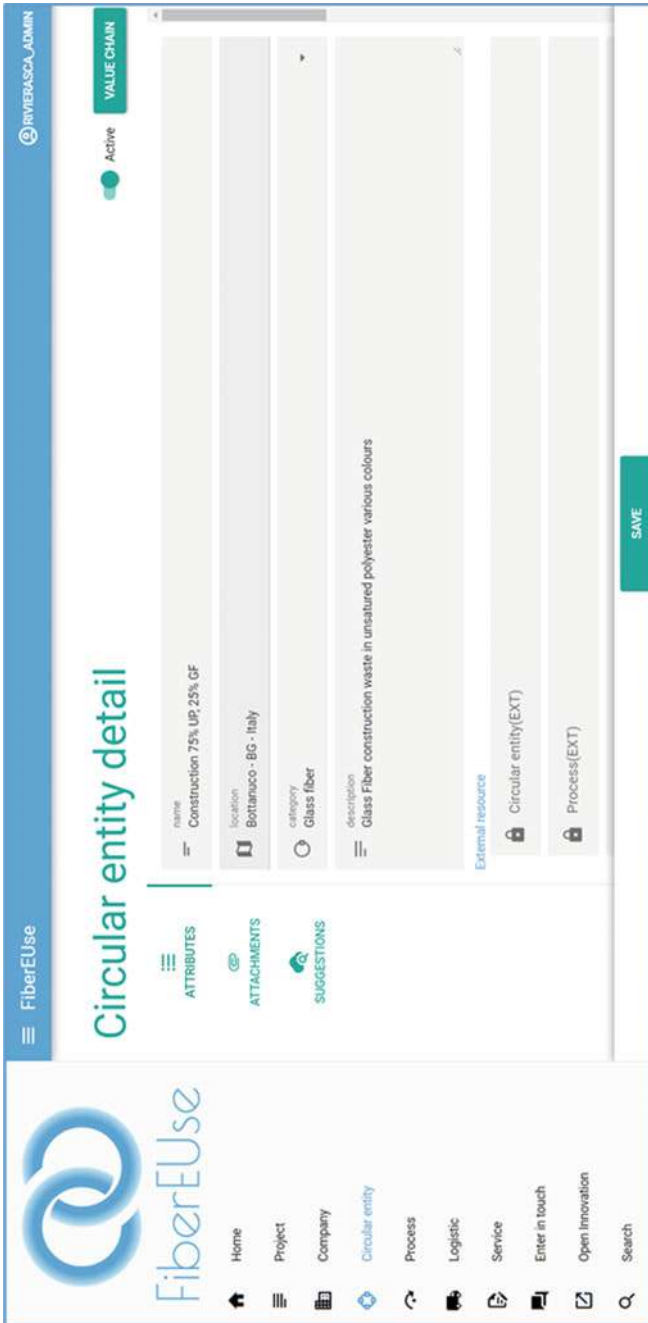 FiberEUse
Home
Project
Company
Circular entity
Process
Logistic
Service
Enter in touch
Open Innovation
Search
FiberEUse
RIVIERASCA_ADMIN
Circular entity detail
Active
VALUE CHAIN
ATTRIBUTES
ATTACHMENTS
SUGGESTIONS
name
Construction 75% UP, 25% GF
location
Bottanuco - BG - Italy
category
Glass fiber
description
Glass Fiber construction waste in unsatured polyester various colours
External resource
Circular entity(EXT)
Process(EXT)
SAVE